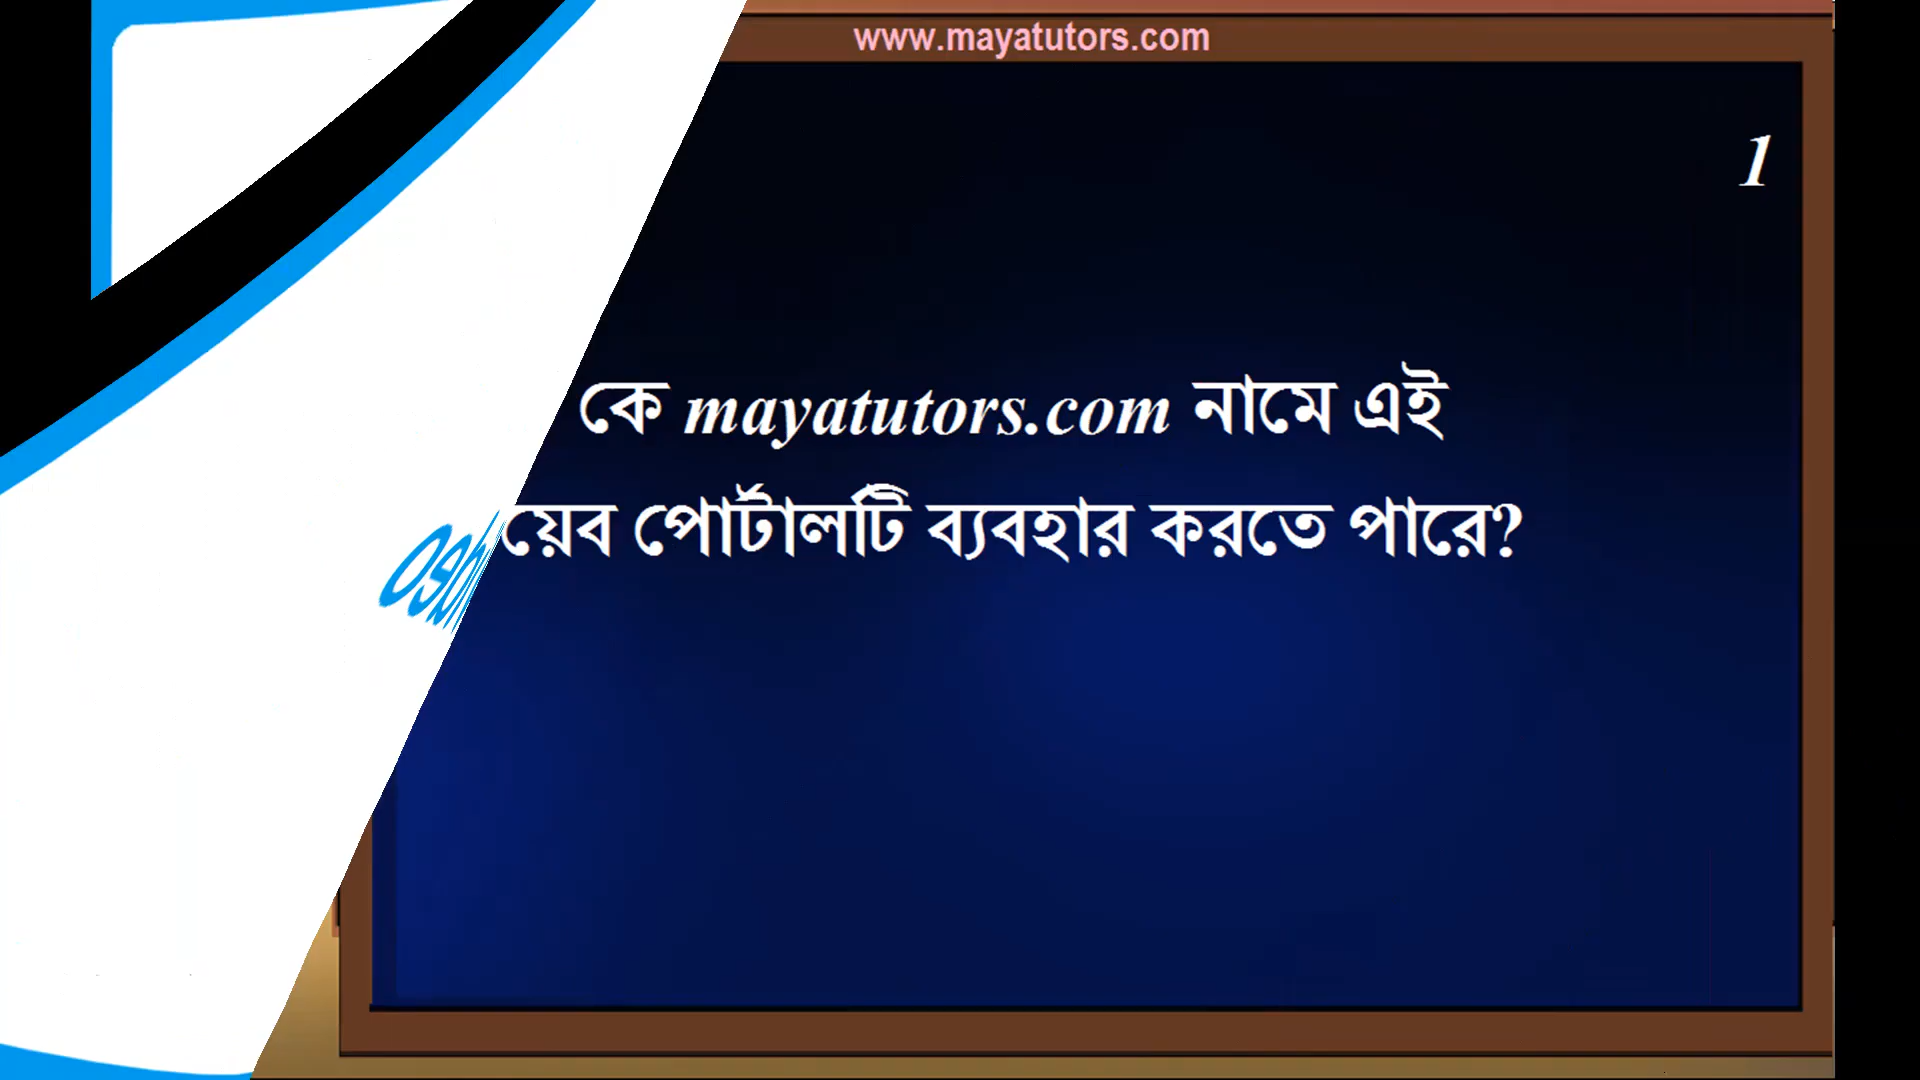 www.mayatutors.com
1
কে mayatutors.com নামে এই
য়েব পোর্টালটি ব্যবহার করতে পারে?